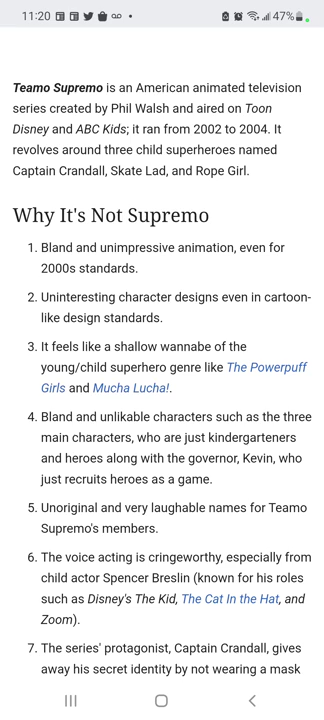 11:20
47%
Teamo Supremo is an American animated television
series created by Phil Walsh and aired on Toon
Disney and ABC Kids; it ran from 2002 to 2004. It
revolves around three child superheroes named
Captain Crandall, Skate Lad, and Rope Girl.
Why It's Not Supremo
1. Bland and unimpressive animation, even for
2000s standards.
2. Uninteresting character designs even in cartoon-
like design standards.
3. It feels like a shallow wannabe of the
young/child superhero genre like The Powerpuff
Girls and Mucha Lucha!.
4. Bland and unlikable characters such as the three
main characters, who are just kindergarteners
and heroes along with the governor, Kevin, who
just recruits heroes as a game.
5. Unoriginal and very laughable names for Teamo
Supremo's members.
6. The voice acting is cringeworthy, especially from
child actor Spencer Breslin (known for his roles
such as Disney's The Kid, The Cat In the Hat, and
Zoom).
7. The series' protagonist, Captain Crandall, gives
away his secret identity by not wearing a mask